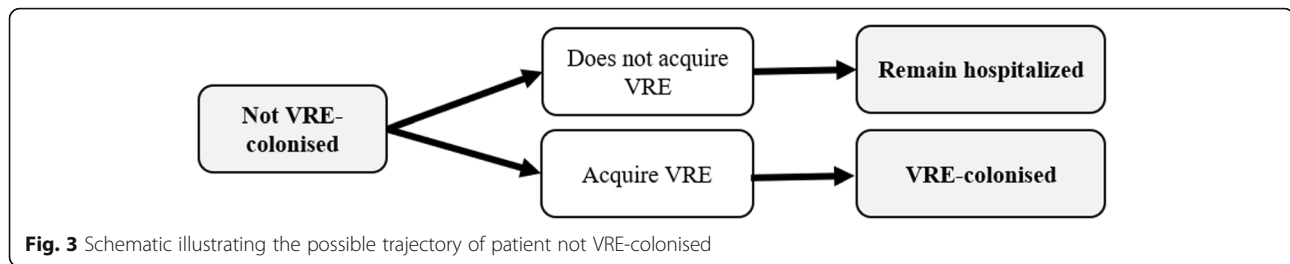 Does not acquire
VRE
Remain hospitalized
Not VRE-
colonised
Acquire VRE
VRE-colonised
Fig. 3 Schematic illustrating the possible trajectory of patient not VRE-colonised